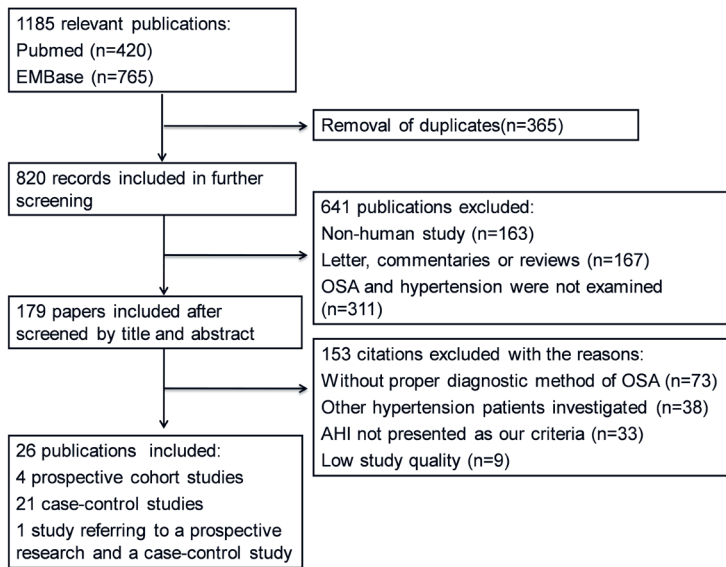 1185 relevant publications:
Pubmed (n=420)
EMBase (n=765)
Removal of duplicates(n=365)
820 records included in further
screening
641 publications excluded:
Non-human study (n=163)
Letter, commentaries or reviews (n=167)
OSA and hypertension were not examined
(n=311)
179 papers included after
screened by title and abstract
153 citations excluded with the reasons:
Without proper diagnostic method of OSA (n=73)
Other hypertension patients investigated (n=38)
AHI not presented as our criteria (n=33)
Low study quality (n=9)
26 publications included:
4 prospective cohort studies
21 case-control studies
1 study referring to a prospective
research and a case-control study